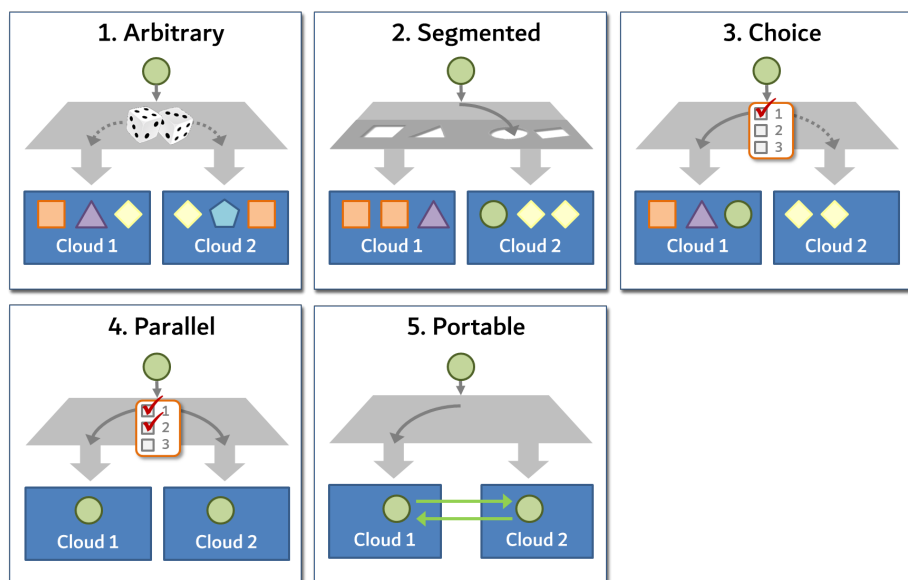 1. Arbitrary
Cloud 1
Cloud 2
2. Segmented
Cloud 1
Cloud 2
3. Choice
1
2
3
Cloud 1
Cloud 2
4. Parallel
1
2
3
Cloud 1
Cloud 2
5. Portable
Cloud 1
Cloud 2